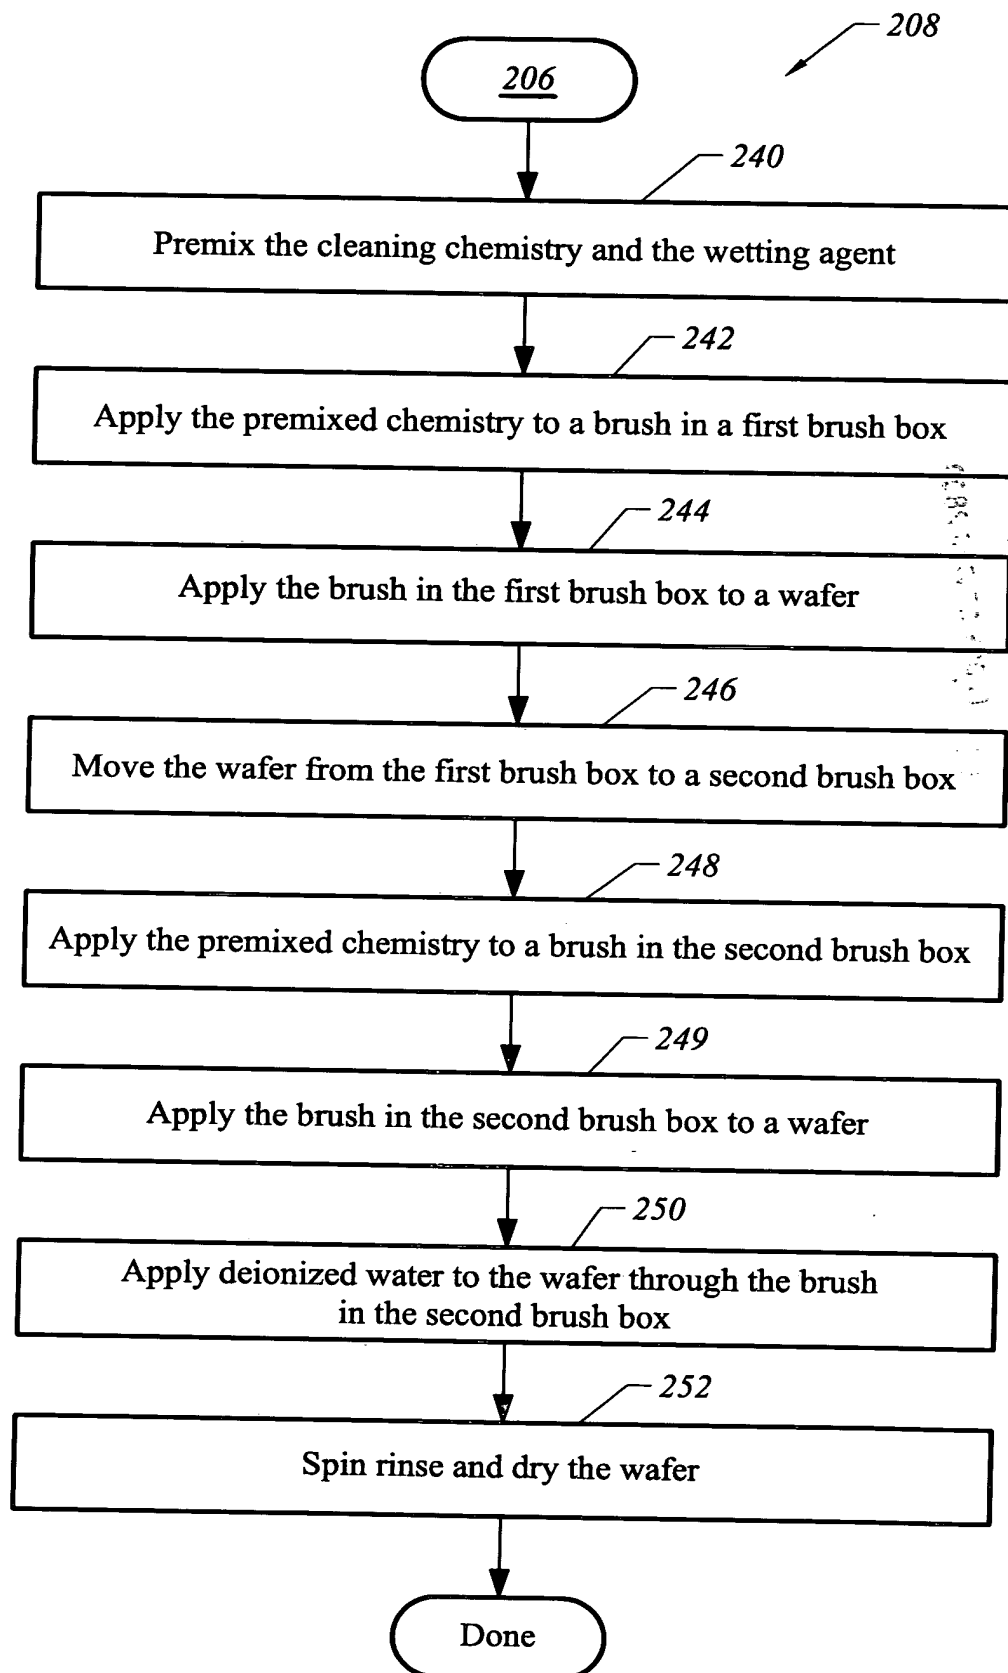 208
206
240
Premix the cleaning chemistry and the wetting agent
242
Apply the premixed chemistry to a brush in a first brush box
244
Apply the brush in the first brush box to a wafer
246
Move the wafer from the first brush box to a second brush box
248
Apply the premixed chemistry to a brush in the second brush box
249
Apply the brush in the second brush box to a wafer
250
Apply deionized water to the wafer through the brush
in the second brush box
252
Spin rinse and dry the wafer
Done